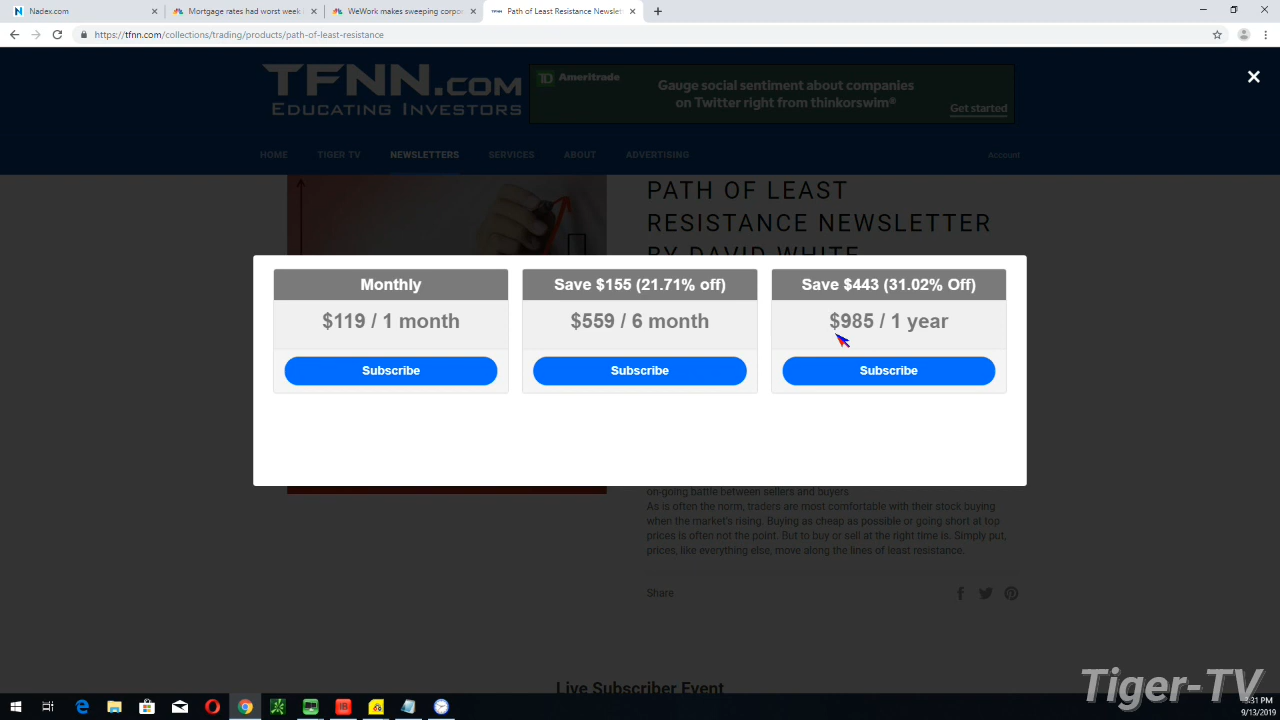 Nadex.com
Mortgage rates had worst week
WeWork makes sweeping corpor
Path of Least Resistance Newslet
https://tfnn.com/collections/trading/products/path-of-least-resistance
TFNN.COM
EDUCATING INVESTORS
TD Ameritrade
Gauge social sentiment about companies
on Twitter right from thinkorswim®
Get started
HOME TIGER TV NEWSLETTERS SERVICES ABOUT ADVERTISING Account
PATH OF LEAST
RESISTANCE NEWSLETTER
BY DAVID WHITE
Monthly
$119 / 1 month
Subscribe
Save $155 (21.71% off)
$559 / 6 month
Subscribe
Save $443 (31.02% Off)
$985 / 1 year
Subscribe
on-going battle between sellers and buyers
As is often the norm, traders are most comfortable with their stock buying
when the market's rising. Buying as cheap as possible or going short at top
prices is often not the point. But to buy or sell at the right time is. Simply put,
prices, like everything else, move along the lines of least resistance.
Share
Live Subscriber Event
Tiger-TV
:31 PM
9/13/2019